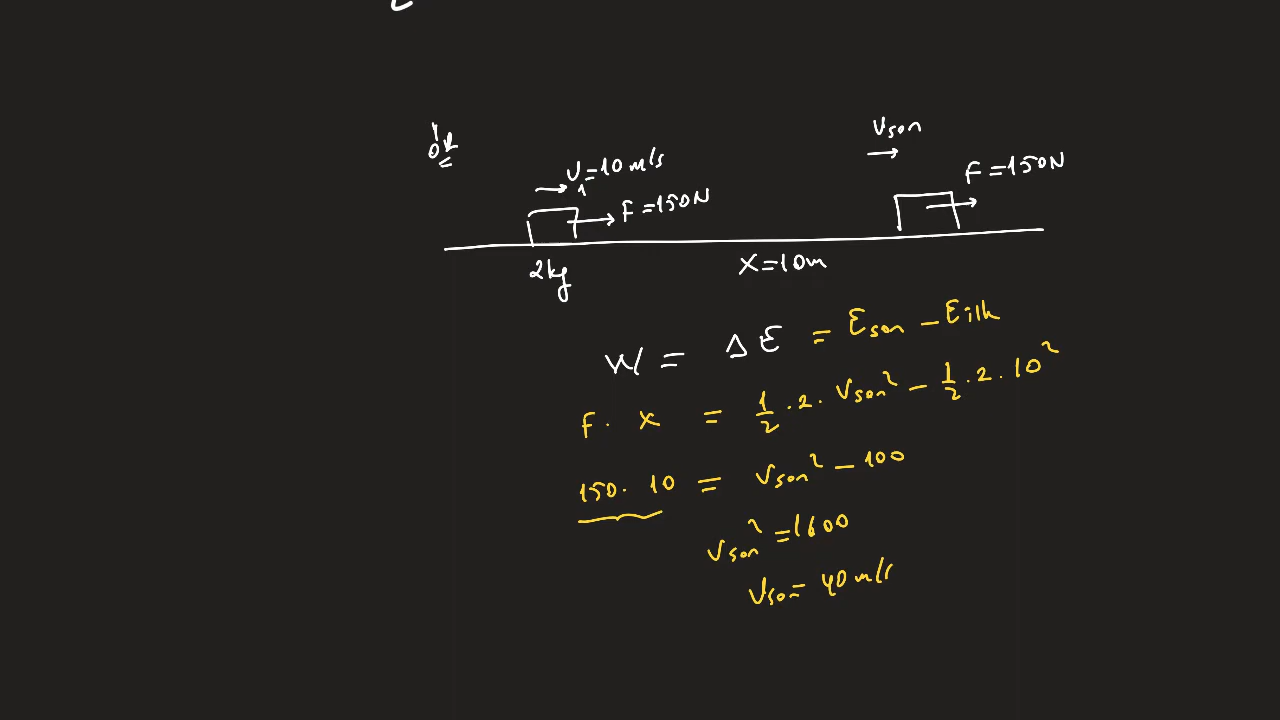 ÖR
V₁=10 m/s
F=150N
2kg
X=10m
Vson
F=150N
W = ΔE = Eson - Eilk
F. x = 1/2 . 2 . Vson² - 1/2 . 2 . 10²
150. 10 = Vson² - 100
Vson² = 1600
Vson = 40 m/s